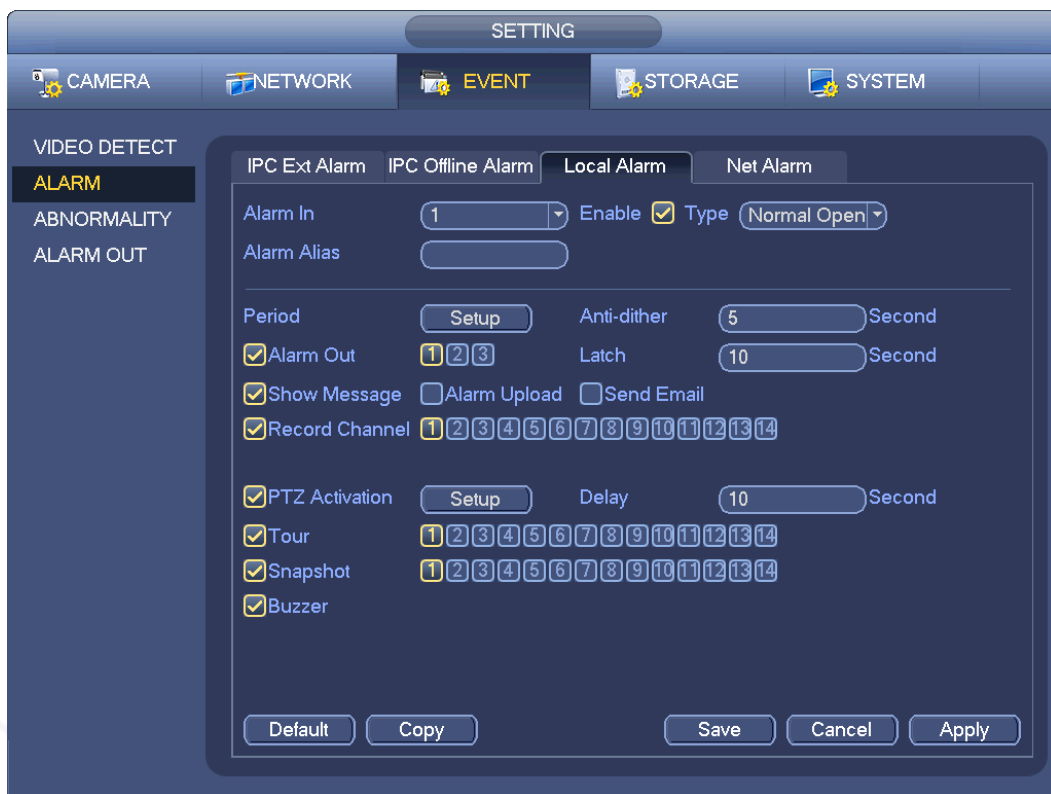 SETTING
CAMERA NETWORK EVENT STORAGE SYSTEM
VIDEO DETECT
ALARM
ABNORMALITY
ALARM OUT
IPC Ext Alarm IPC Offline Alarm Local Alarm Net Alarm
Alarm In 1 Enable Type Normal Open
Alarm Alias
Period Setup Anti-dither 5 Second
Alarm Out 1 2 3 Latch 10 Second
Show Message Alarm Upload Send Email
Record Channel 1 2 3 4 5 6 7 8 9 10 11 12 13 14
PTZ Activation Setup Delay 10 Second
Tour 1 2 3 4 5 6 7 8 9 10 11 12 13 14
Snapshot 1 2 3 4 5 6 7 8 9 10 11 12 13 14
Buzzer
Default Copy Save Cancel Apply